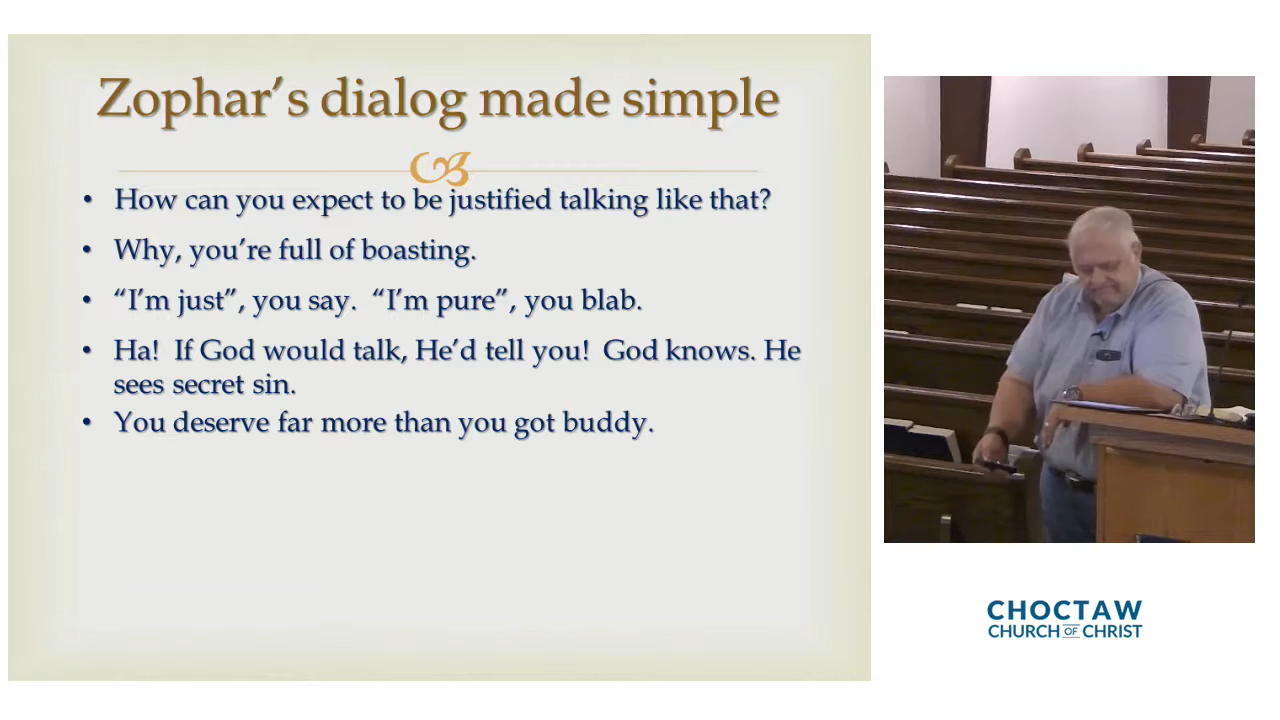 Zophar’s dialog made simple
• How can you expect to be justified talking like that?
• Why, you’re full of boasting.
• “I’m just”, you say.  “I’m pure”, you blab.
• Ha!  If God would talk, He’d tell you!  God knows. He
sees secret sin.
• You deserve far more than you got buddy.
CHOCTAW
CHURCH OF CHRIST